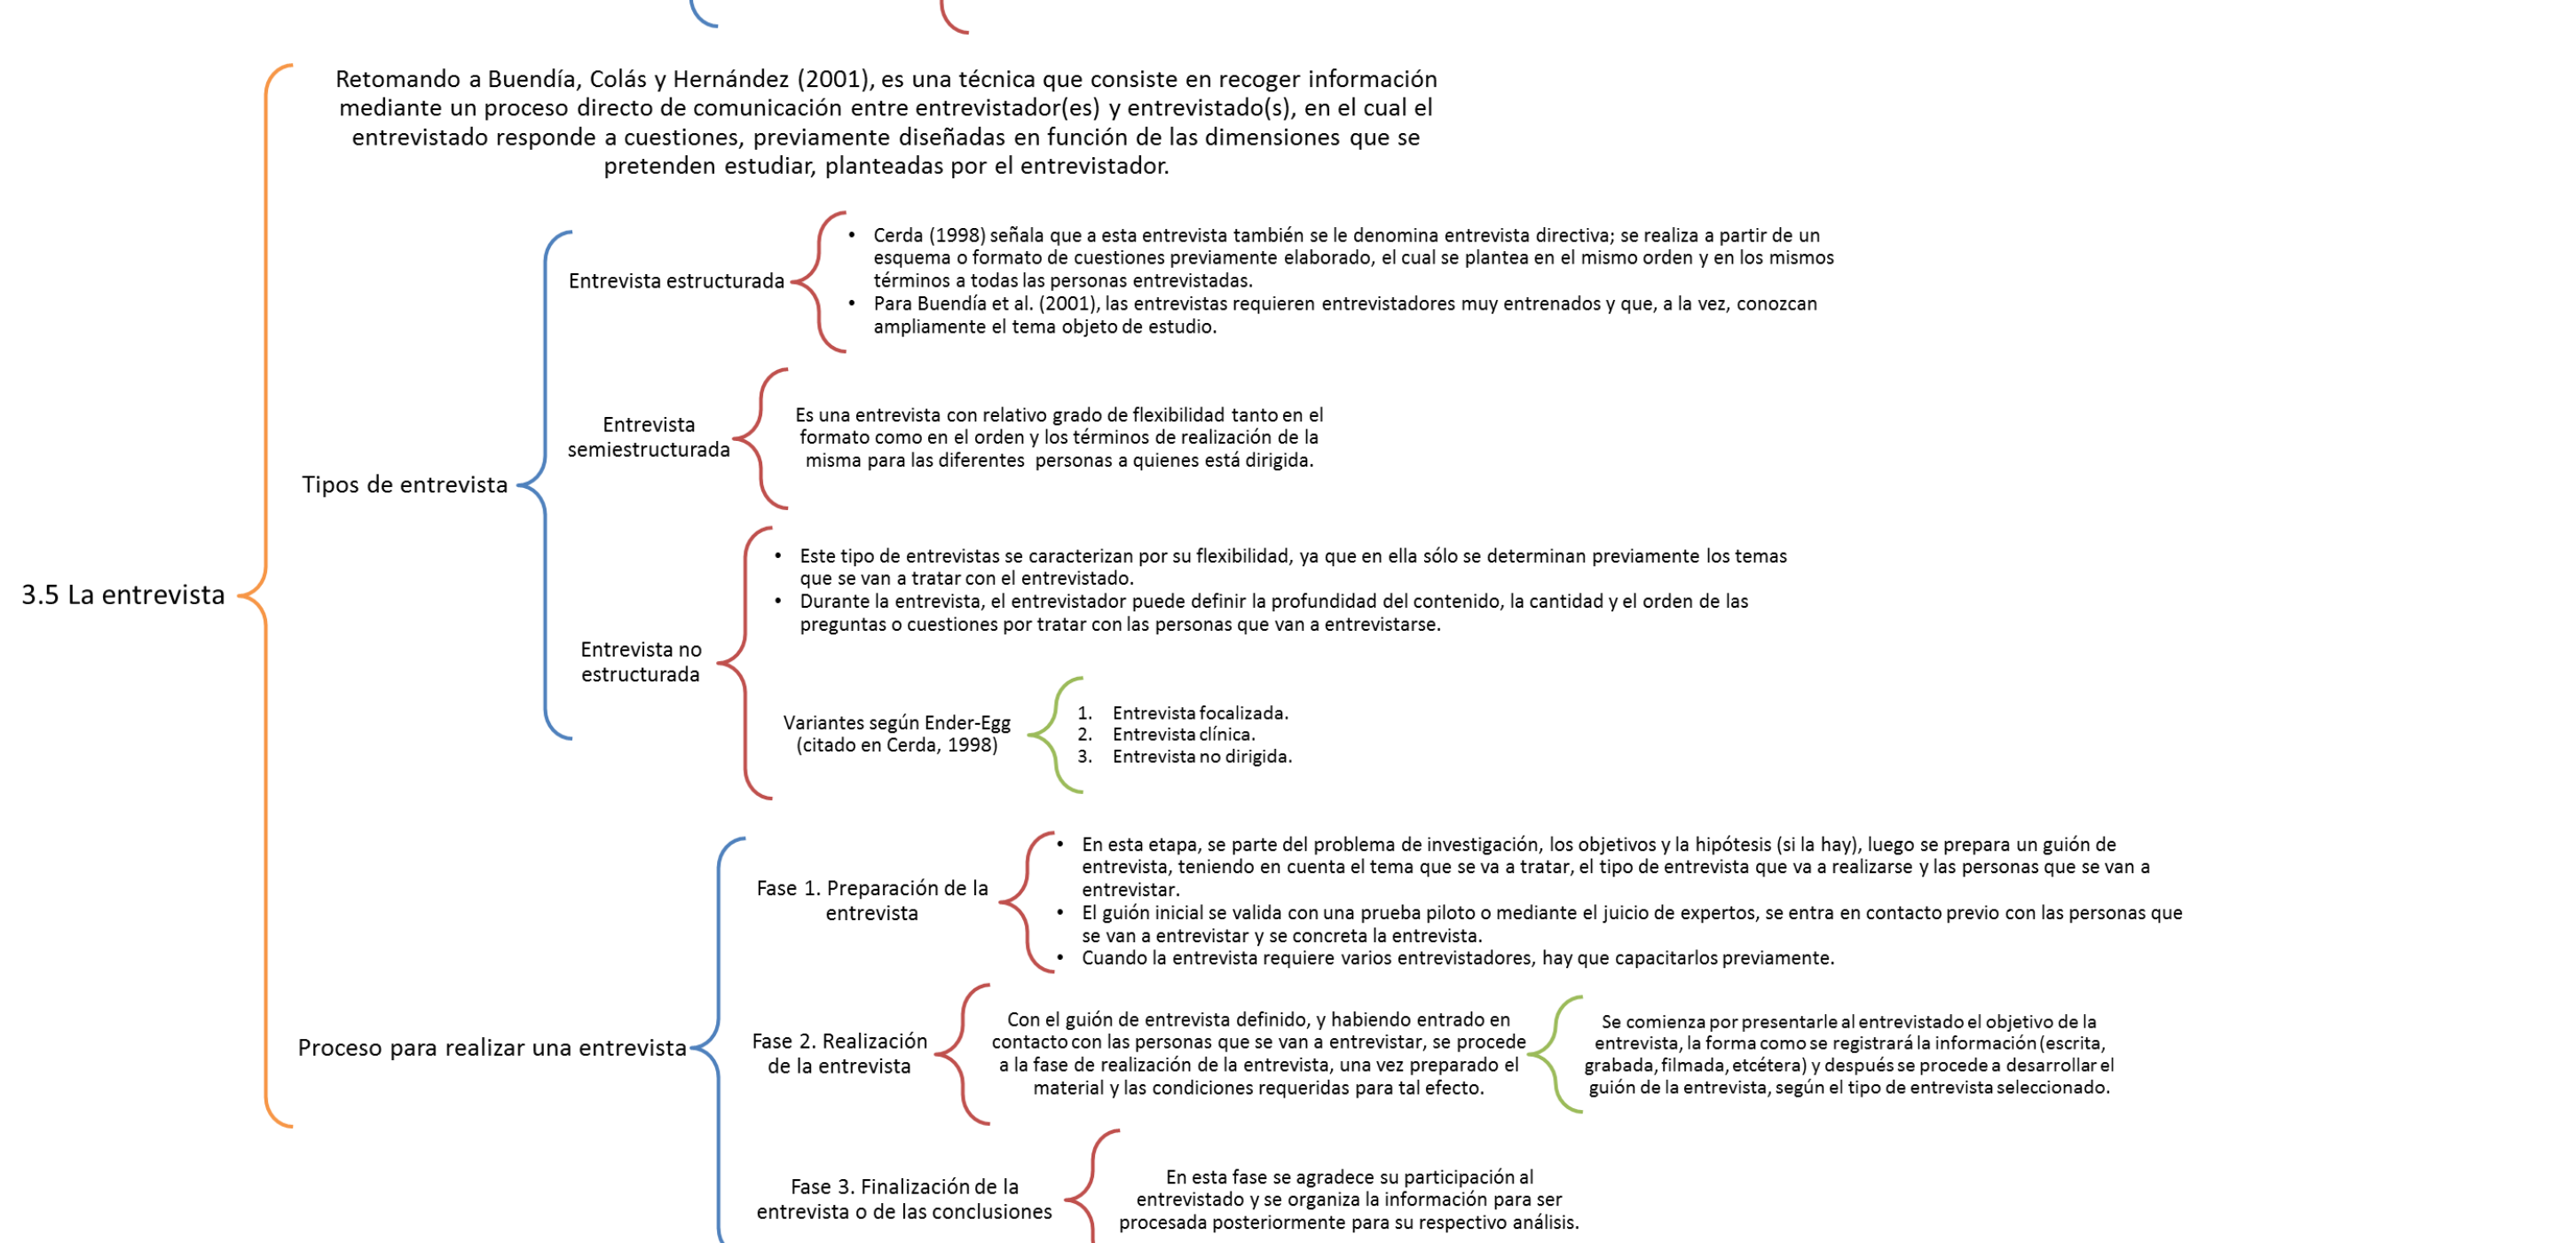 3.5 La entrevista
Retomando a Buendía, Colás y Hernández (2001), es una técnica que consiste en recoger información
mediante un proceso directo de comunicación entre entrevistador(es) y entrevistado(s), en el cual el
entrevistado responde a cuestiones, previamente diseñadas en función de las dimensiones que se
pretenden estudiar, planteadas por el entrevistador.
Tipos de entrevista
Entrevista estructurada
• Cerda (1998) señala que a esta entrevista también se le denomina entrevista directiva; se realiza a partir de un
esquema o formato de cuestiones previamente elaborado, el cual se plantea en el mismo orden y en los mismos
términos a todas las personas entrevistadas.
• Para Buendía et al. (2001), las entrevistas requieren entrevistadores muy entrenados y que, a la vez, conozcan
ampliamente el tema objeto de estudio.
Entrevista
semiestructurada
Es una entrevista con relativo grado de flexibilidad tanto en el
formato como en el orden y los términos de realización de la
misma para las diferentes personas a quienes está dirigida.
Entrevista no
estructurada
• Este tipo de entrevistas se caracterizan por su flexibilidad, ya que en ella sólo se determinan previamente los temas
que se van a tratar con el entrevistado.
• Durante la entrevista, el entrevistador puede definir la profundidad del contenido, la cantidad y el orden de las
preguntas o cuestiones por tratar con las personas que van a entrevistarse.
Variantes según Ender-Egg
(citado en Cerda, 1998)
1. Entrevista focalizada.
2. Entrevista clínica.
3. Entrevista no dirigida.
Proceso para realizar una entrevista
Fase 1. Preparación de la
entrevista
• En esta etapa, se parte del problema de investigación, los objetivos y la hipótesis (si la hay), luego se prepara un guión de
entrevista, teniendo en cuenta el tema que se va a tratar, el tipo de entrevista que va a realizarse y las personas que se van a
entrevistar.
• El guión inicial se valida con una prueba piloto o mediante el juicio de expertos, se entra en contacto previo con las personas que
se van a entrevistar y se concreta la entrevista.
• Cuando la entrevista requiere varios entrevistadores, hay que capacitarlos previamente.
Fase 2. Realización
de la entrevista
Con el guión de entrevista definido, y habiendo entrado en
contacto con las personas que se van a entrevistar, se procede
a la fase de realización de la entrevista, una vez preparado el
material y las condiciones requeridas para tal efecto.
Se comienza por presentarle al entrevistado el objetivo de la
entrevista, la forma como se registrará la información (escrita,
grabada, filmada, etcétera) y después se procede a desarrollar el
guión de la entrevista, según el tipo de entrevista seleccionado.
Fase 3. Finalización de la
entrevista o de las conclusiones
En esta fase se agradece su participación al
entrevistado y se organiza la información para ser
procesada posteriormente para su respectivo análisis.